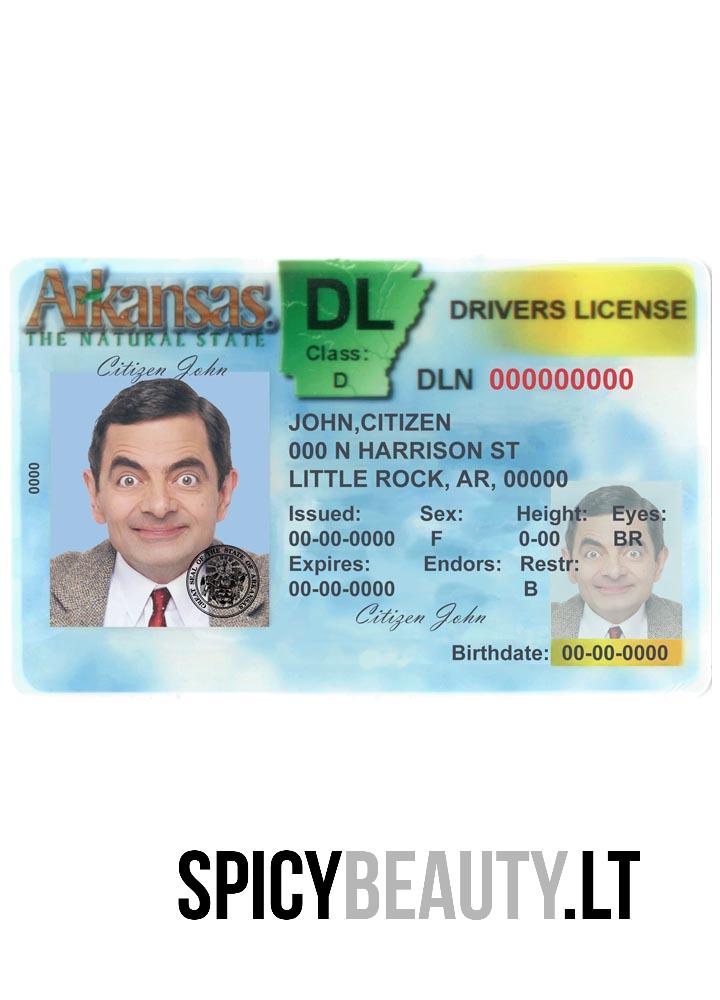 Arkansas
THE NATURAL STATE
DL
Class:
D
DRIVERS LICENSE
DLN 000000000
Citizen John
0000
JOHN,CITIZEN
000 N HARRISON ST
LITTLE ROCK, AR, 00000
Issued: Sex: Height: Eyes:
00-00-0000 F 0-00 BR
Expires: Endors: Restr:
00-00-0000 B
GREAT SEAL OF THE STATE OF ARKANSAS
Citizen John
Birthdate: 00-00-0000
SPICYBEAUTY.LT